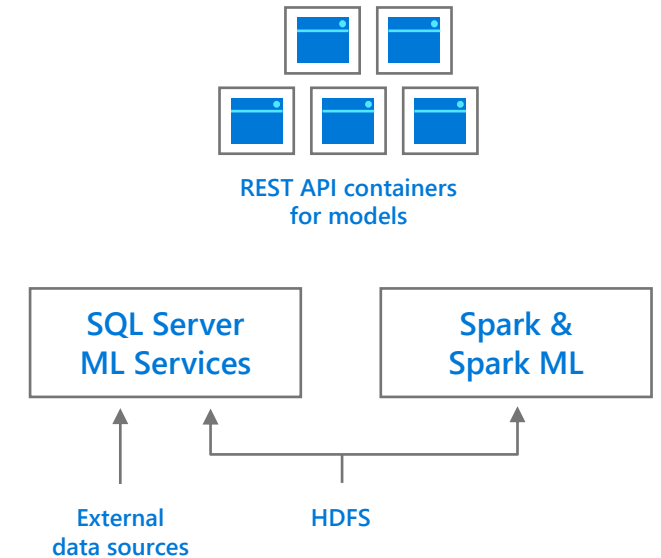 REST API containers
for models
SQL Server
ML Services
Spark &
Spark ML
External
data sources
HDFS